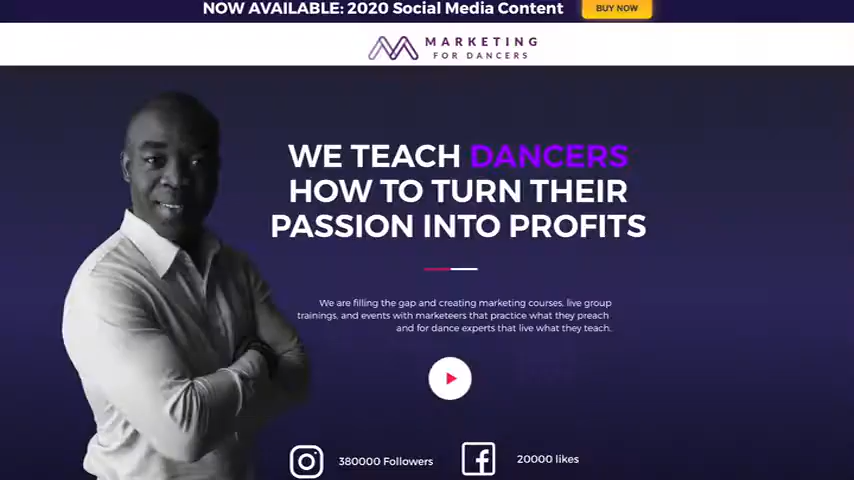 NOW AVAILABLE: 2020 Social Media Content
BUY NOW
MARKETING
FOR DANCERS
WE TEACH DANCERS
HOW TO TURN THEIR
PASSION INTO PROFITS
We are filling the gap and creating marketing courses, live group
trainings, and events with marketeers that practice what they preach
and for dance experts that live what they teach.
380000 Followers
20000 likes